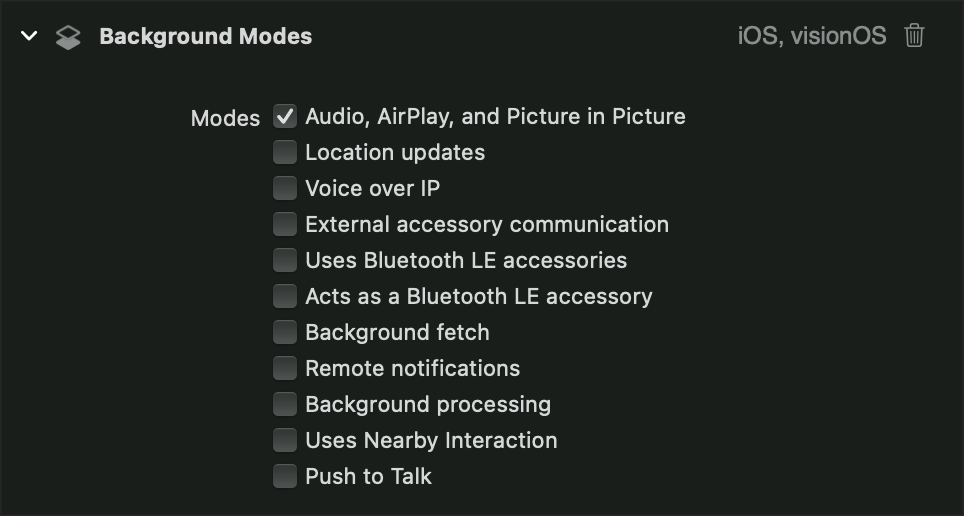 Background Modes
iOS, visionOS
Modes
Audio, AirPlay, and Picture in Picture
Location updates
Voice over IP
External accessory communication
Uses Bluetooth LE accessories
Acts as a Bluetooth LE accessory
Background fetch
Remote notifications
Background processing
Uses Nearby Interaction
Push to Talk